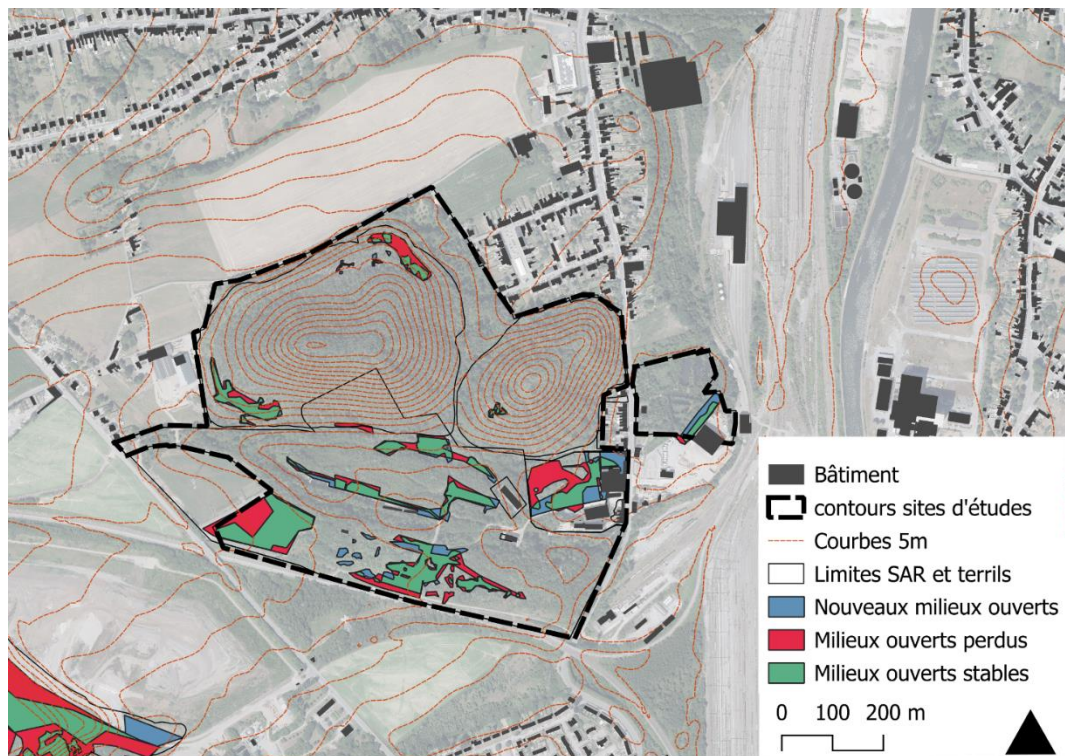 Bâtiment
contours sites d'études
Courbes 5m
Limites SAR et terrils
Nouveaux milieux ouverts
Milieux ouverts perdus
Milieux ouverts stables
0 100 200 m